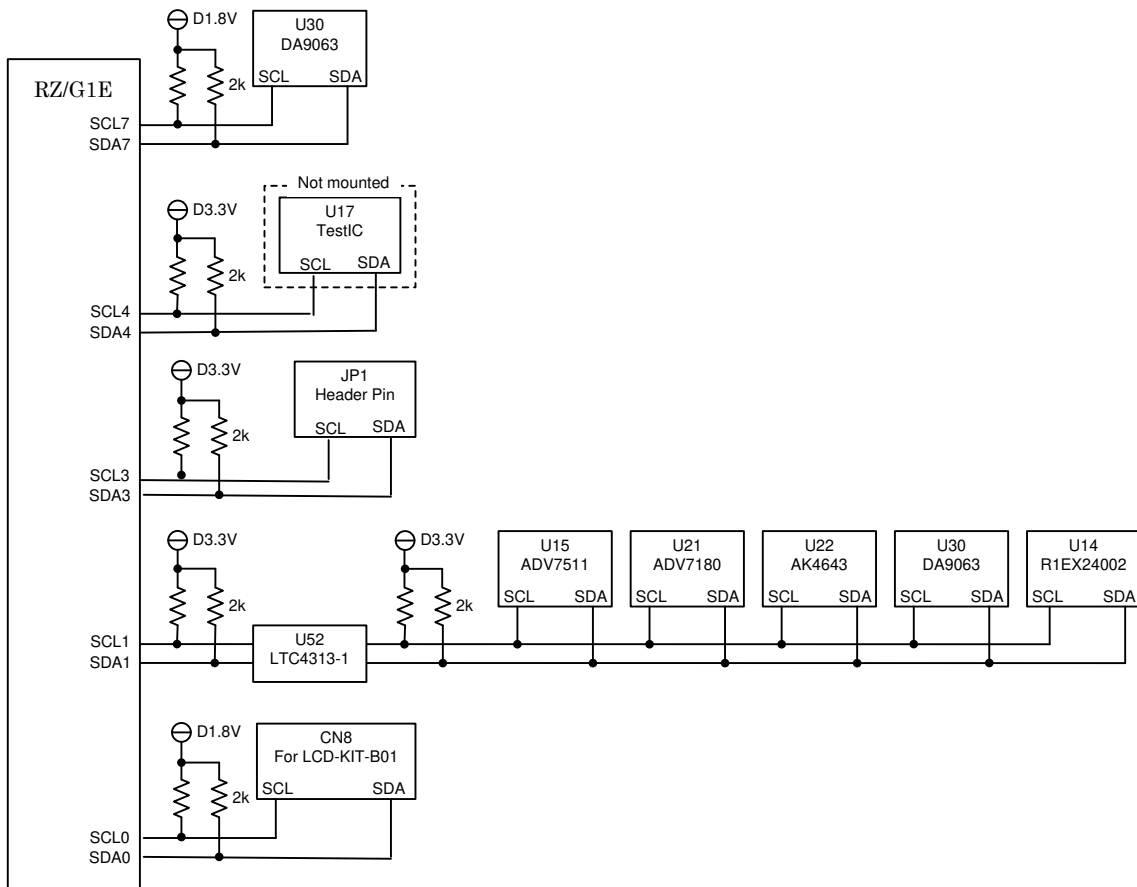 RZ/G1E
D1.8V
U30
DA9063
SCL SDA
2k
SCL7
SDA7
Not mounted
D3.3V
U17
TestIC
SCL SDA
2k
SCL4
SDA4
D3.3V
JP1
Header Pin
SCL SDA
2k
SCL3
SDA3
D3.3V
2k
SCL1
SDA1
U52
LTC4313-1
D3.3V
2k
U15
ADV7511
SCL SDA
U21
ADV7180
SCL SDA
U22
AK4643
SCL SDA
U30
DA9063
SCL SDA
U14
R1EX24002
SCL SDA
D1.8V
CN8
For LCD-KIT-B01
SCL SDA
2k
SCL0
SDA0